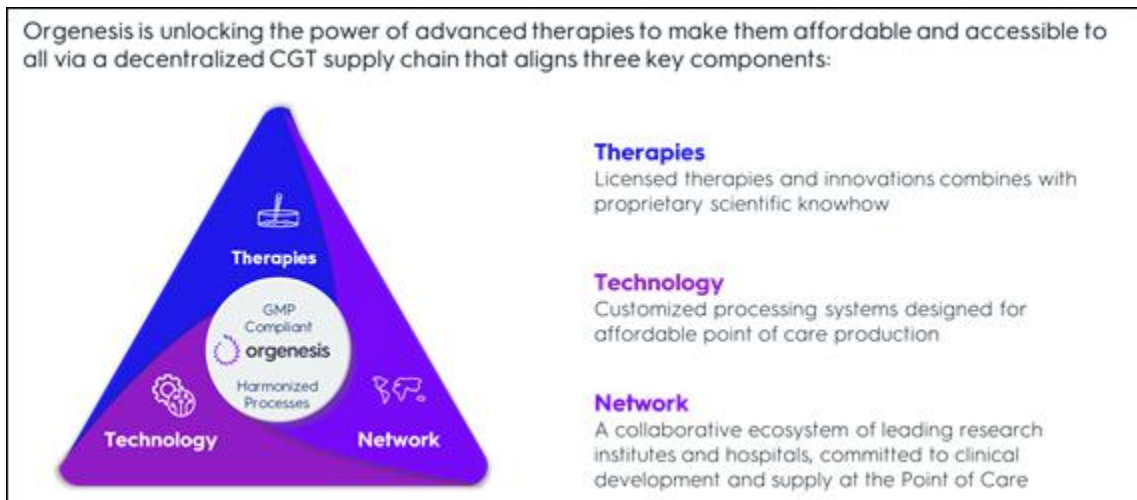 Orgenesis is unlocking the power of advanced therapies to make them affordable and accessible to
all via a decentralized CGT supply chain that aligns three key components:
Therapies
GMP
Compliant
orgenesis
Harmonized
Processes
Technology
Network
Therapies
Licensed therapies and innovations combines with
proprietary scientific knowhow
Technology
Customized processing systems designed for
affordable point of care production
Network
A collaborative ecosystem of leading research
institutes and hospitals, committed to clinical
development and supply at the Point of Care